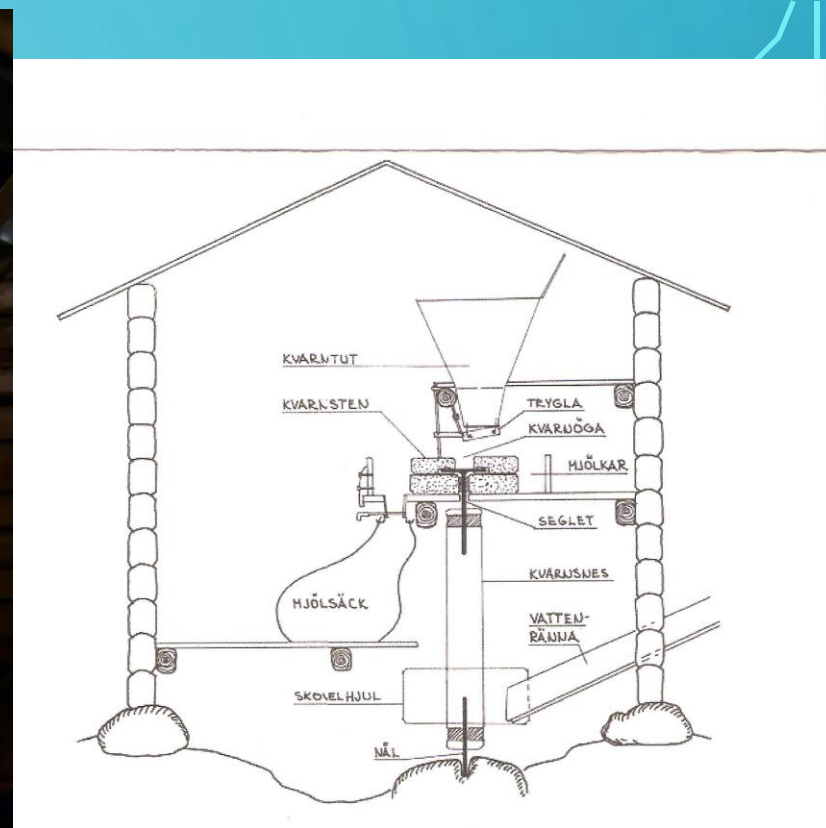 KVARNTUT
KVARNSTEN
TRYGLA
KVARNÖGA
MJÖLKAR
SEGLET
KVARNSNES
MJÖLSÄCK
VATTEN-
RÄNNA
SKOVELHJUL
NÅL